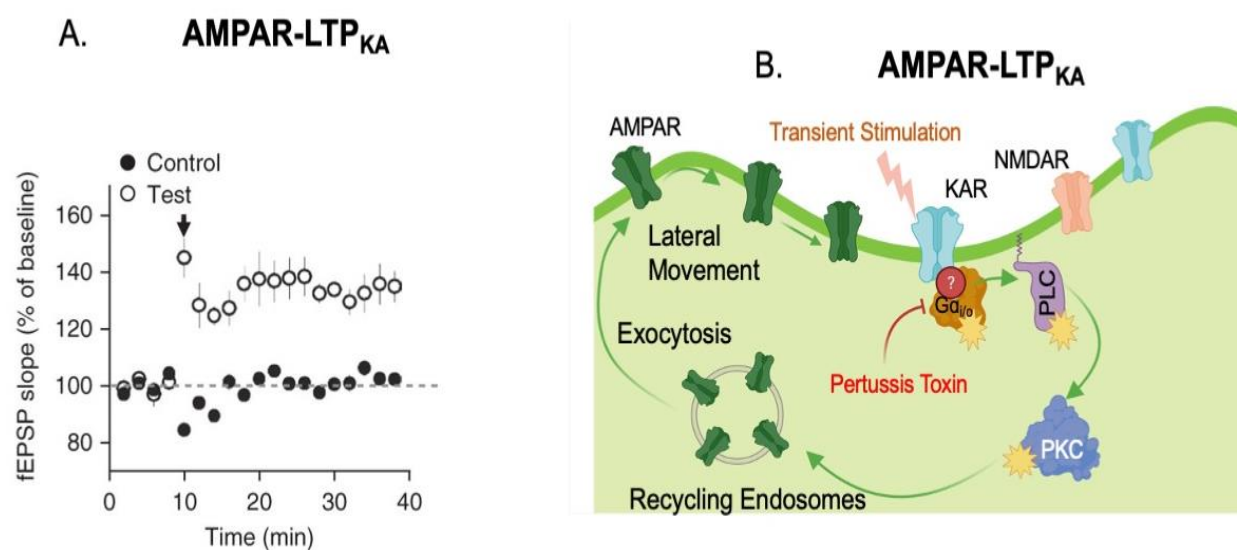 A. AMPAR-LTPKA
Control
Test
fEPSP slope (% of baseline)
160
140
120
100
80
0 10 20 30 40
Time (min)
B. AMPAR-LTPKA
AMPAR
Transient Stimulation
NMDAR
KAR
Lateral
Movement
?
Gαi/o
PLC
Exocytosis
Pertussis Toxin
PKC
Recycling Endosomes